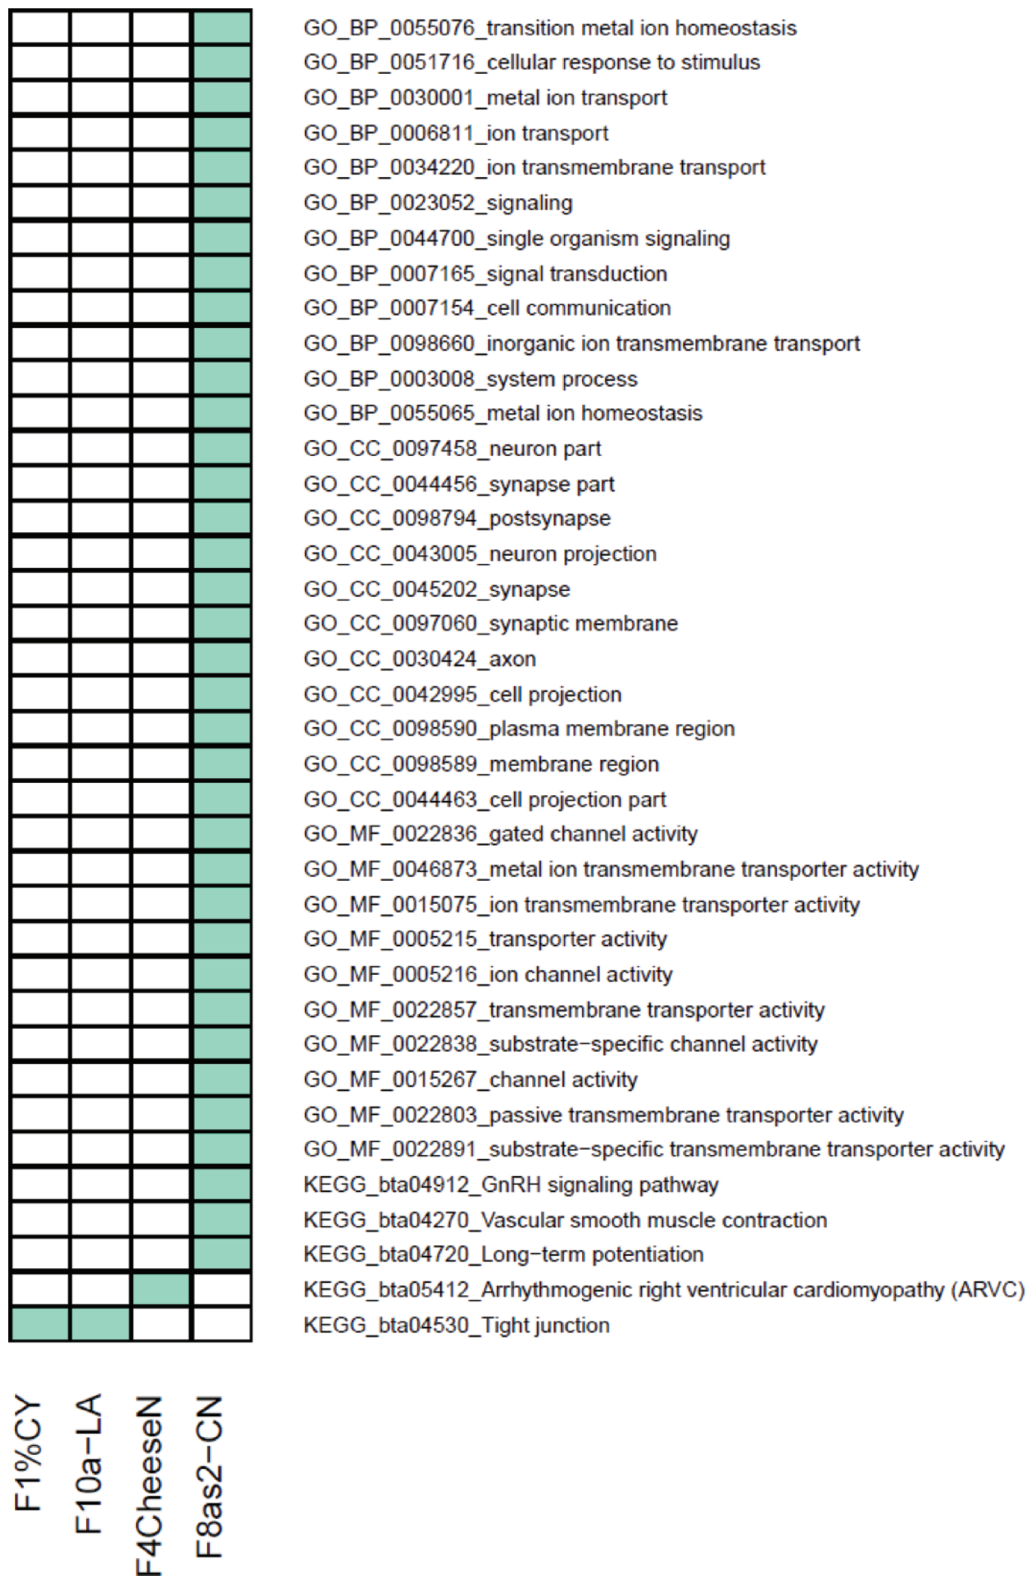 GO_BP_0055076_transition metal ion homeostasis
GO_BP_0051716_cellular response to stimulus
GO_BP_0030001_metal ion transport
GO_BP_0006811_ion transport
GO_BP_0034220_ion transmembrane transport
GO_BP_0023052_signaling
GO_BP_0044700_single organism signaling
GO_BP_0007165_signal transduction
GO_BP_0007154_cell communication
GO_BP_0098660_inorganic ion transmembrane transport
GO_BP_0003008_system process
GO_BP_0055065_metal ion homeostasis
GO_CC_0097458_neuron part
GO_CC_0044456_synapse part
GO_CC_0098794_postsynapse
GO_CC_0043005_neuron projection
GO_CC_0045202_synapse
GO_CC_0097060_synaptic membrane
GO_CC_0030424_axon
GO_CC_0042995_cell projection
GO_CC_0098590_plasma membrane region
GO_CC_0098589_membrane region
GO_CC_0044463_cell projection part
GO_MF_0022836_gated channel activity
GO_MF_0046873_metal ion transmembrane transporter activity
GO_MF_0015075_ion transmembrane transporter activity
GO_MF_0005215_transporter activity
GO_MF_0005216_ion channel activity
GO_MF_0022857_transmembrane transporter activity
GO_MF_0022838_substrate−specific channel activity
GO_MF_0015267_channel activity
GO_MF_0022803_passive transmembrane transporter activity
GO_MF_0022891_substrate−specific transmembrane transporter activity
KEGG_bta04912_GnRH signaling pathway
KEGG_bta04270_Vascular smooth muscle contraction
KEGG_bta04720_Long−term potentiation
KEGG_bta05412_Arrhythmogenic right ventricular cardiomyopathy (ARVC)
KEGG_bta04530_Tight junction
F1%CY
F10a−LA
F4CheeseN
F8as2−CN